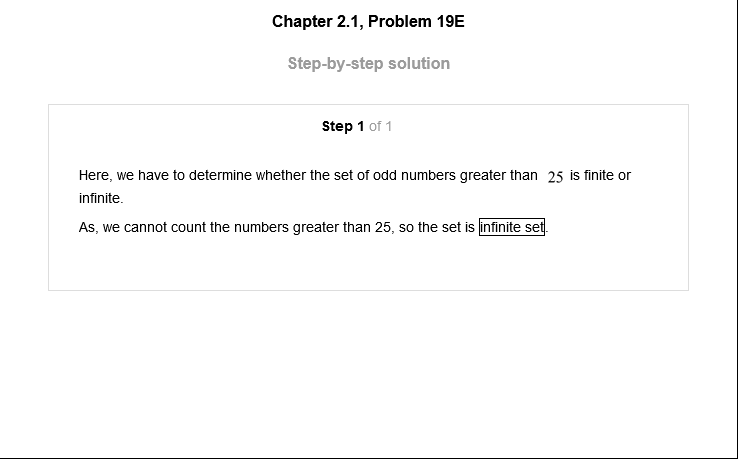 Chapter 2.1, Problem 19E
Step-by-step solution
Step 1 of 1
Here, we have to determine whether the set of odd numbers greater than 25 is finite or
infinite.
As, we cannot count the numbers greater than 25, so the set is infinite set.